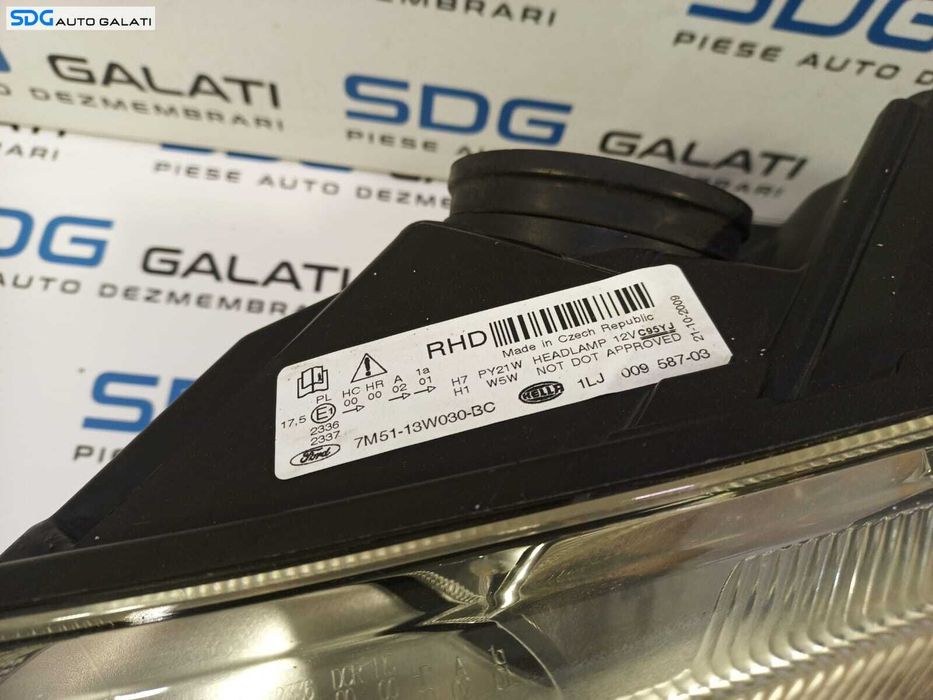 SDG AUTO GALATI
PIESE AUTO DEZMEMBRARI
PIESE AUTO
GALATI
DEZMEMBRARI
SDG GALATI
PIESE AUTO DEZMEMBRARI
GALATI
PIESE AUTO DEZMEMBRARI
SDG GALATI
AUTO DEZMEMBRARI
RHD
Made in Czech Republic
HEADLAMP 12V C95YJ
NOT DOT APPROVED
21-10-2009
PL HC HR A 1a
17,5 E1 00 00 02 01
H7 PY21W
H1 W5W
2336
2337
7M51-13W030-BC
HELLA
1LJ 009 587-03
Ford